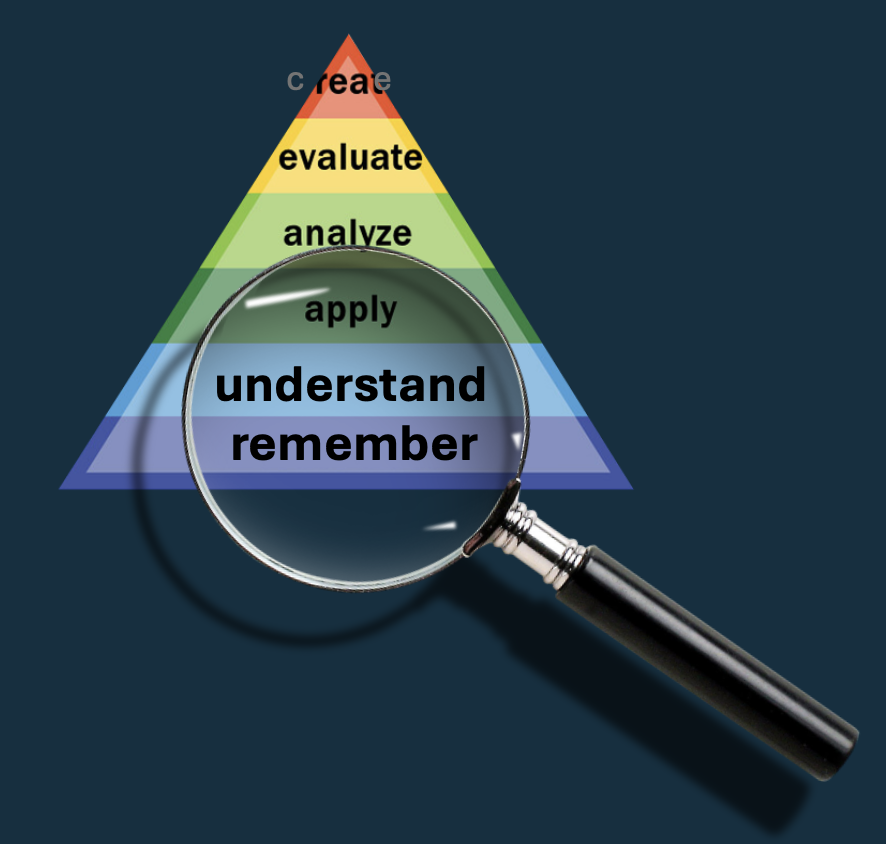 create
evaluate
analyze
apply
understand
remember